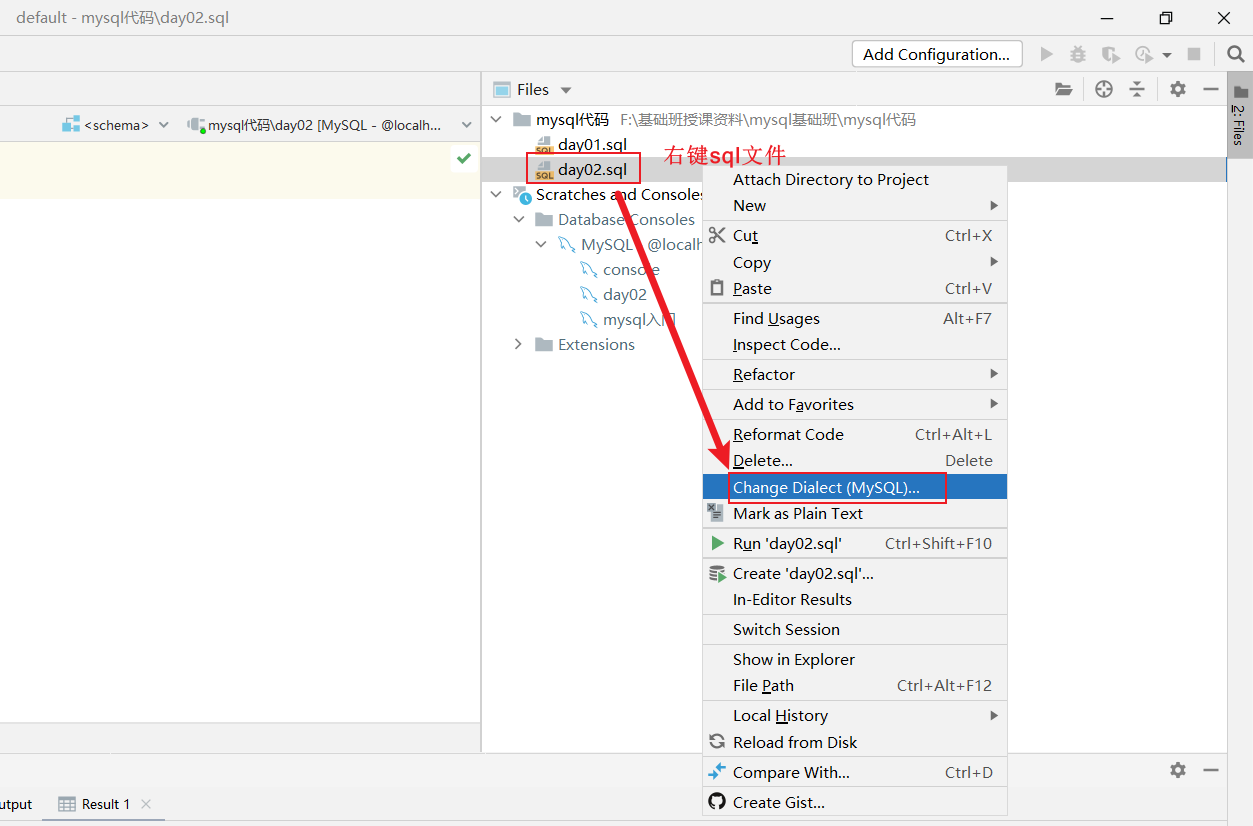 default - mysql代码\day02.sql
Add Configuration...
Files
<schema>
mysql代码\day02 [MySQL - @localh...
mysql代码 F:\基础班授课资料\mysql基础班\mysql代码
2: Files
SQL day01.sql
右键sql文件
SQL day02.sql
Scratches and Consoles
Database Consoles
MySQL - @localh
console
day02
mysql入门
Extensions
Attach Directory to Project
New
Cut Ctrl+X
Copy
Paste Ctrl+V
Find Usages Alt+F7
Inspect Code...
Refactor
Add to Favorites
Reformat Code Ctrl+Alt+L
Delete... Delete
Change Dialect (MySQL)...
Mark as Plain Text
Run 'day02.sql' Ctrl+Shift+F10
Create 'day02.sql'...
In-Editor Results
Switch Session
Show in Explorer
File Path Ctrl+Alt+F12
Local History
Reload from Disk
Compare With... Ctrl+D
Create Gist...
utput
Result 1